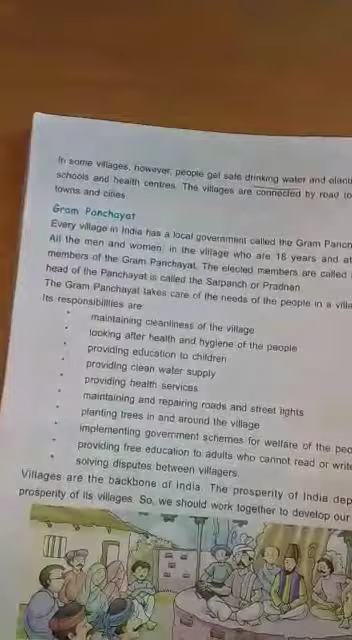 In some villages, however, people get safe drinking water and
schools and health centres. The villages are connected by road to
towns and cities.
Gram Panchayat
Every village in India has a local government called the Gram
All the men and women, in the village who are 18 years and
members of the Gram Panchayat. The elected members are called
head of the Panchayat is called the Sarpanch or Pradhan.
The Gram Panchayat takes care of the needs of the people in a
Its responsibilities are
• maintaining cleanliness of the village
• looking after health and hygiene of the people
• providing education to children
• providing clean water supply
• providing health services
• maintaining and repairing roads and street lights
• planting trees in and around the village
• implementing government schemes for welfare of the
• providing free education to adults who cannot read or write
• solving disputes between villagers.
Villages are the backbone of India. The prosperity of India
prosperity of its villages. So, we should work together to develop our